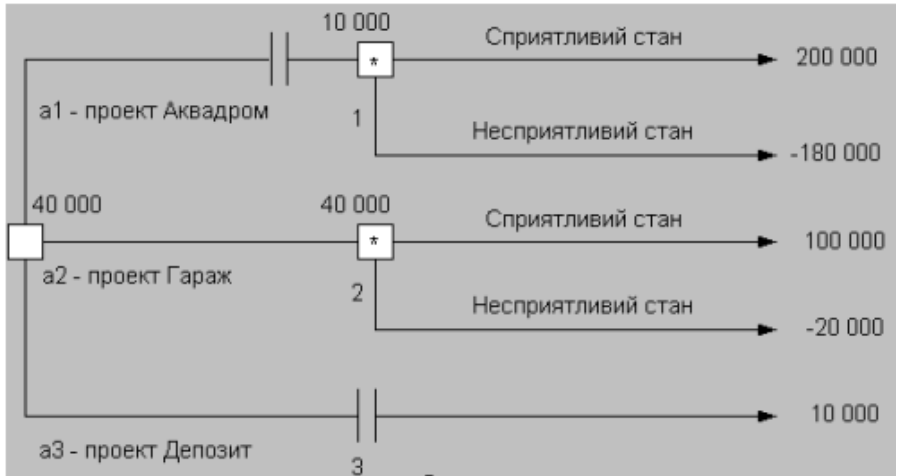 10 000
Сприятливий стан
200 000
*
а1 - проект Аквадром
1
Несприятливий стан
-180 000
40 000
40 000
Сприятливий стан
*
100 000
а2 - проект Гараж
2
Несприятливий стан
-20 000
10 000
а3 - проект Депозит
3